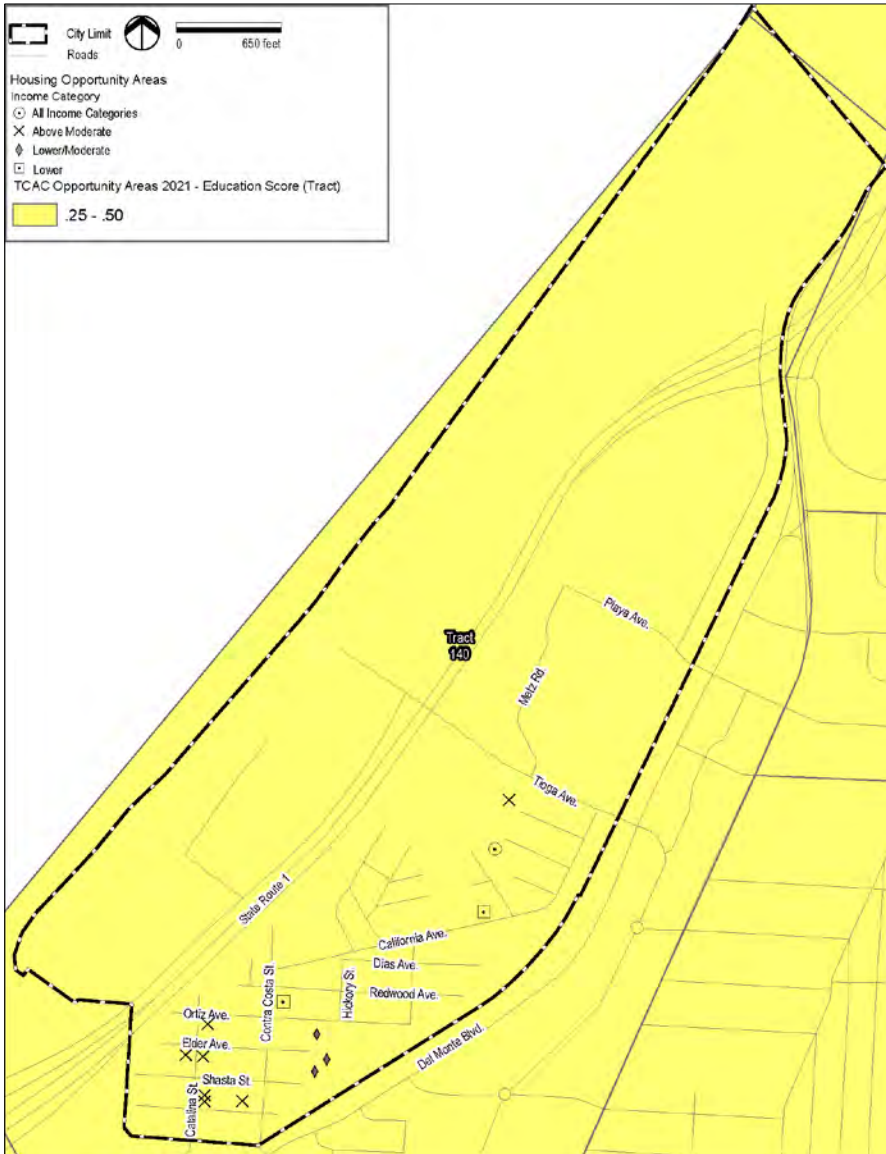 City Limit
Roads
0 650 feet
Housing Opportunity Areas
Income Category
All Income Categories
Above Moderate
Lower/Moderate
Lower
TCAC Opportunity Areas 2021 - Education Score (Tract)
.25 - .50
Playa Ave.
Tract
140
Metz Rd.
Tioga Ave.
State Route 1
California Ave.
Dias Ave.
Contra Costa St.
Hickory St.
Redwood Ave.
Ortiz Ave.
Elder Ave.
Del Monte Blvd.
Shasta St.
Catalina St.